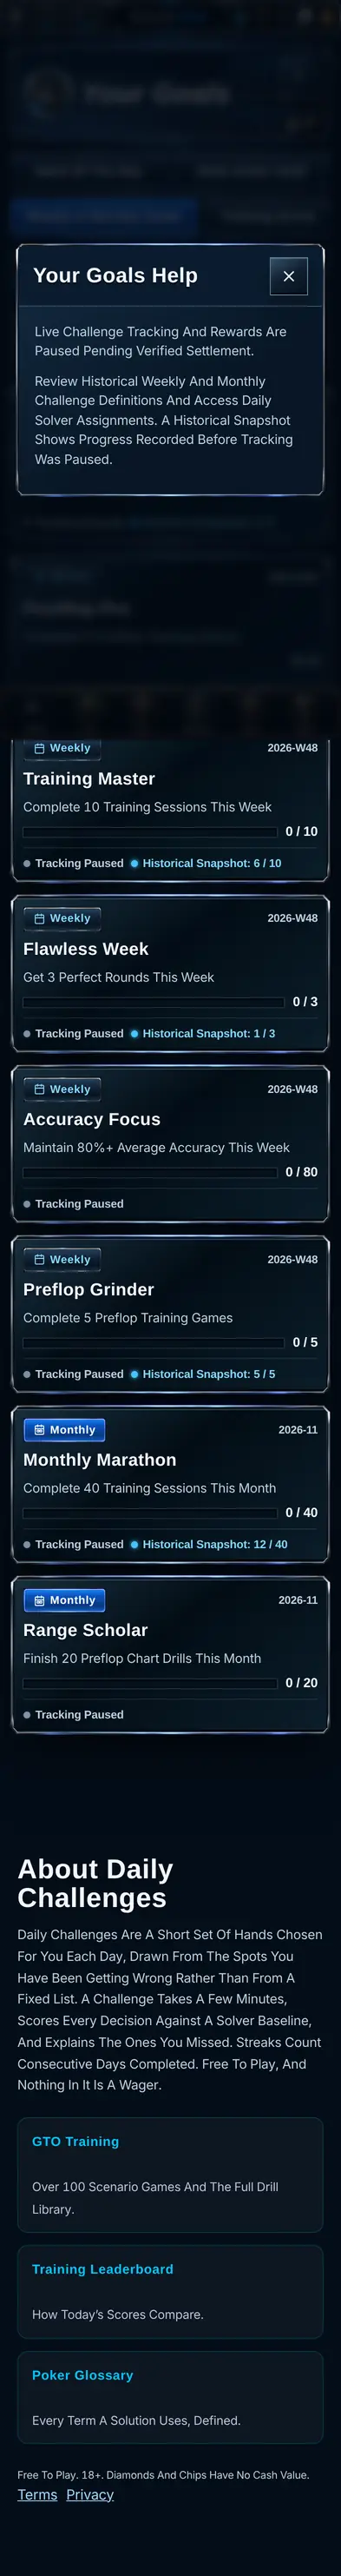 Your Goals
Your Goals Help
Live Challenge Tracking And Rewards Are
Paused Pending Verified Settlement.
Review Historical Weekly And Monthly
Challenge Definitions And Access Daily
Solver Assignments. A Historical Snapshot
Shows Progress Recorded Before Tracking
Was Paused.
Weekly 2026-W48
Training Master
Complete 10 Training Sessions This Week
0 / 10
Tracking Paused Historical Snapshot: 6 / 10
Weekly 2026-W48
Flawless Week
Get 3 Perfect Rounds This Week
0 / 3
Tracking Paused Historical Snapshot: 1 / 3
Weekly 2026-W48
Accuracy Focus
Maintain 80%+ Average Accuracy This Week
0 / 80
Tracking Paused
Weekly 2026-W48
Preflop Grinder
Complete 5 Preflop Training Games
0 / 5
Tracking Paused Historical Snapshot: 5 / 5
Monthly 2026-11
Monthly Marathon
Complete 40 Training Sessions This Month
0 / 40
Tracking Paused Historical Snapshot: 12 / 40
Monthly 2026-11
Range Scholar
Finish 20 Preflop Chart Drills This Month
0 / 20
Tracking Paused
About Daily
Challenges
Daily Challenges Are A Short Set Of Hands Chosen
For You Each Day, Drawn From The Spots You
Have Been Getting Wrong Rather Than From A
Fixed List. A Challenge Takes A Few Minutes,
Scores Every Decision Against A Solver Baseline,
And Explains The Ones You Missed. Streaks Count
Consecutive Days Completed. Free To Play, And
Nothing In It Is A Wager.
GTO Training
Over 100 Scenario Games And The Full Drill
Library.
Training Leaderboard
How Today’s Scores Compare.
Poker Glossary
Every Term A Solution Uses, Defined.
Free To Play. 18+. Diamonds And Chips Have No Cash Value.
Terms Privacy